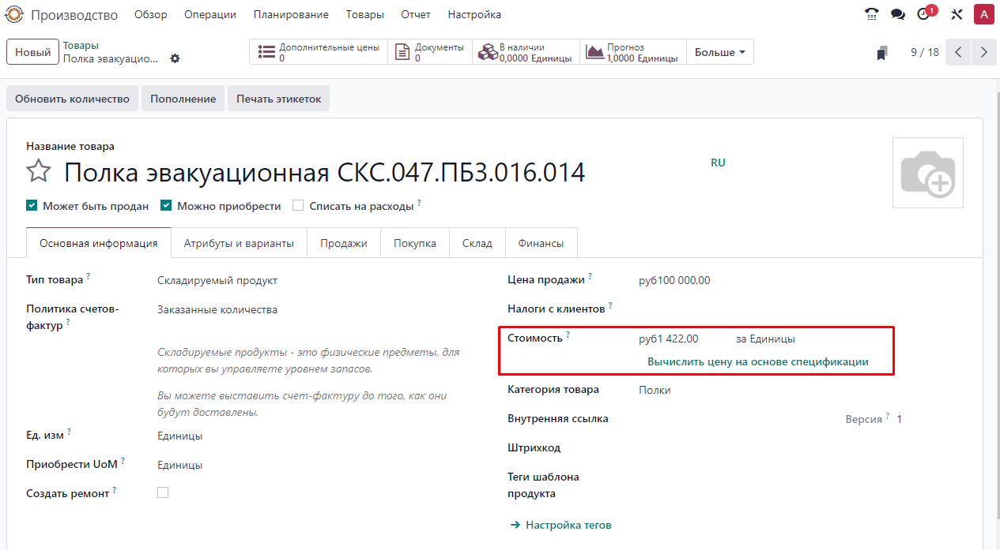 Производство Обзор Операции Планирование Товары Отчет Настройка 1 A
Новый Товары
Полка эвакуацио...
Дополнительные цены
0
Документы
0
В наличии
0,0000 Единицы
Прогноз
1,0000 Единицы
Больше
9 / 18
Обновить количество Пополнение Печать этикеток
Название товара
Полка эвакуационная СКС.047.ПБЗ.016.014 RU
Может быть продан Можно приобрести Списать на расходы ?
Основная информация Атрибуты и варианты Продажи Покупка Склад Финансы
Тип товара ? Складируемый продукт
Политика счетов-
фактур ? Заказанные количества
Складируемые продукты - это физические предметы, для
которых вы управляете уровнем запасов.
Вы можете выставить счет-фактуру до того, как они
будут доставлены.
Ед. изм ? Единицы
Приобрести UoM ? Единицы
Создать ремонт ?
Цена продажи ? руб100 000,00
Налоги с клиентов ?
Стоимость ? руб1 422,00 за Единицы
Вычислить цену на основе спецификации
Категория товара Полки
Внутренняя ссылка Версия ? 1
Штрихкод
Теги шаблона
продукта
Настройка тегов